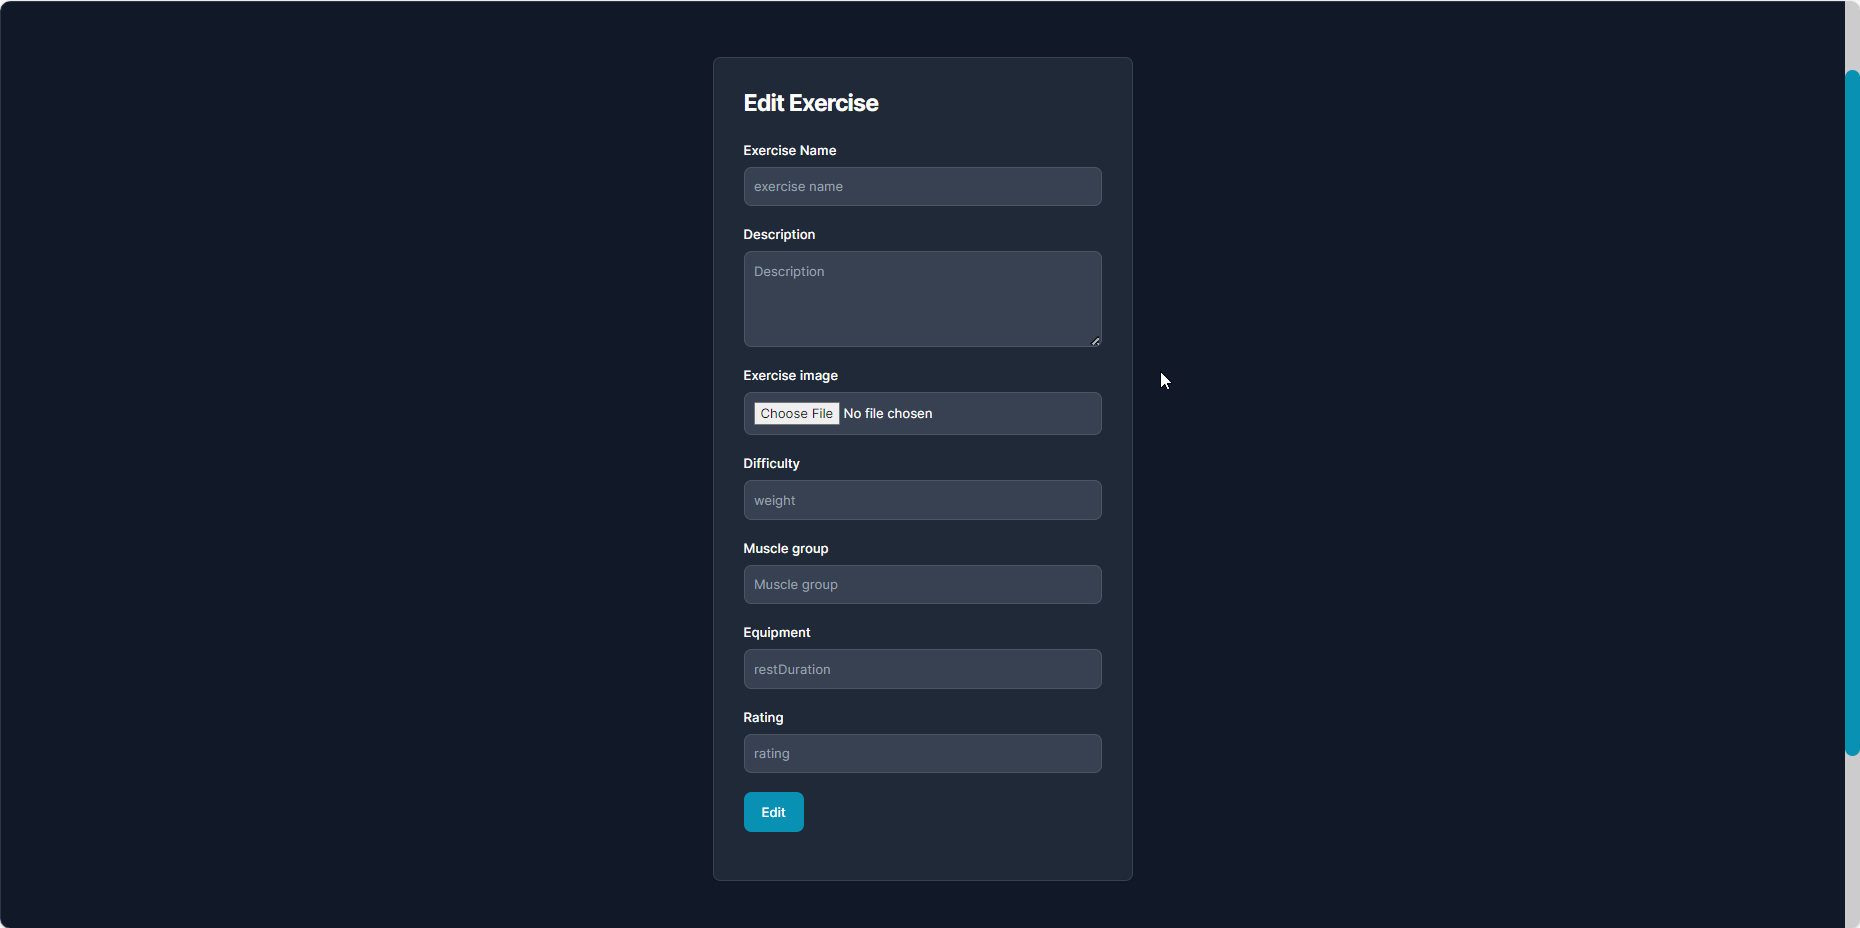 Edit Exercise
Exercise Name
exercise name
Description
Description
Exercise image
Choose File No file chosen
Difficulty
weight
Muscle group
Muscle group
Equipment
restDuration
Rating
rating
Edit